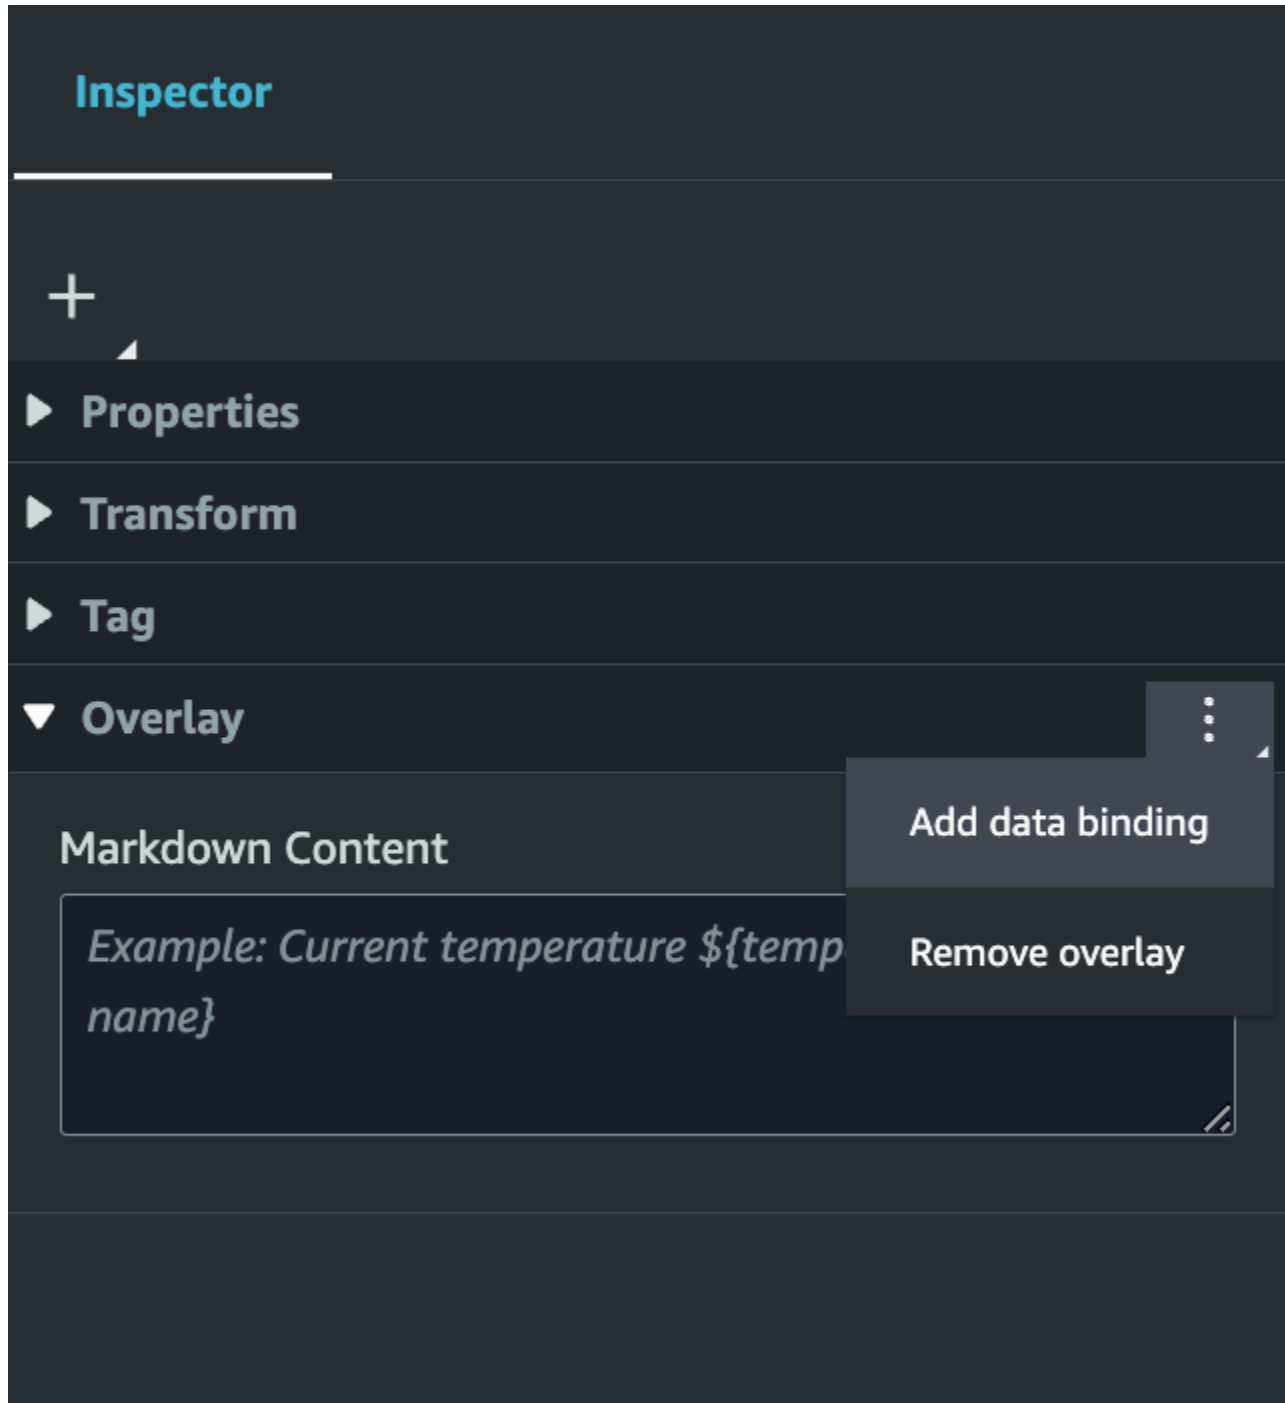 Inspector
Properties
Transform
Tag
Overlay
Add data binding
Remove overlay
Markdown Content
Example: Current temperature ${temp
name}